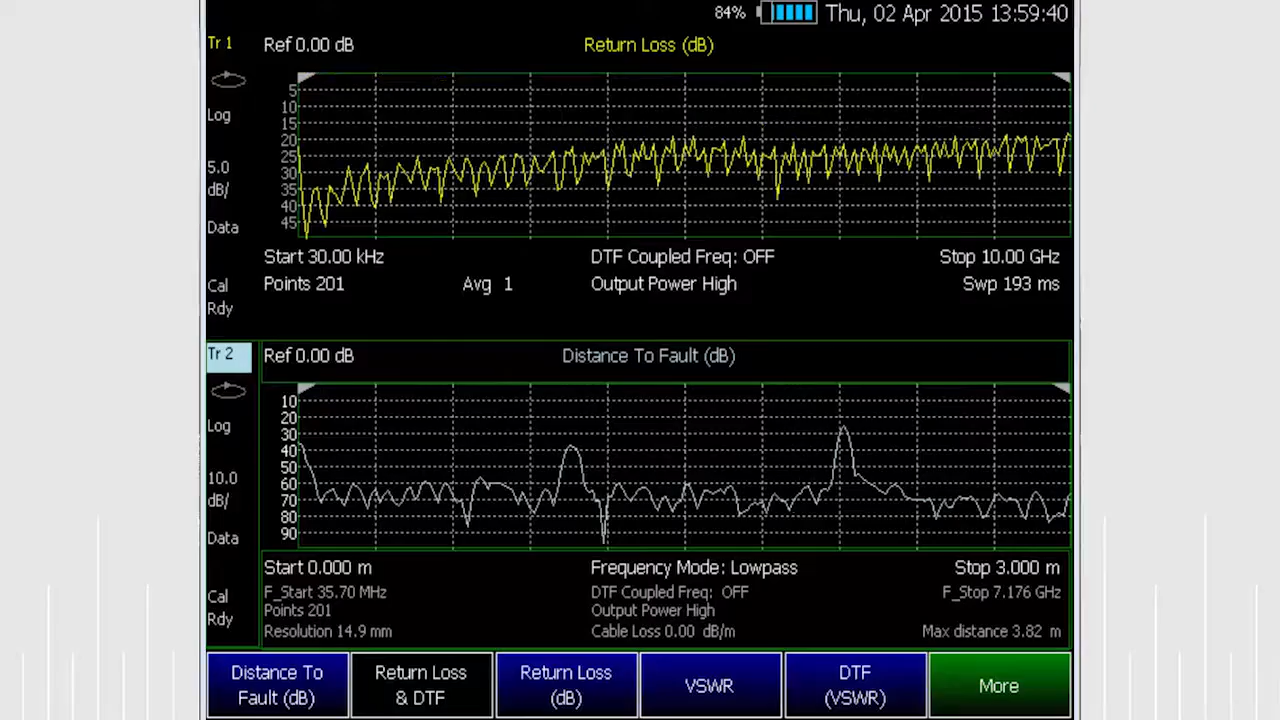 84% Thu, 02 Apr 2015 13:59:40
Tr 1 Ref 0.00 dB Return Loss (dB)
Log
5.0
dB/
Data
Cal
Rdy
5
10
15
20
25
30
35
40
45
Start 30.00 kHz DTF Coupled Freq: OFF Stop 10.00 GHz
Points 201 Avg 1 Output Power High Swp 193 ms
Tr 2 Ref 0.00 dB Distance To Fault (dB)
Log
10.0
dB/
Data
Cal
Rdy
10
20
30
40
50
60
70
80
90
Start 0.000 m Frequency Mode: Lowpass Stop 3.000 m
F_Start 35.70 MHz DTF Coupled Freq: OFF F_Stop 7.176 GHz
Points 201 Output Power High
Resolution 14.9 mm Cable Loss 0.00 dB/m Max distance 3.82 m
Distance To
Fault (dB)
Return Loss
& DTF
Return Loss
(dB)
VSWR
DTF
(VSWR)
More